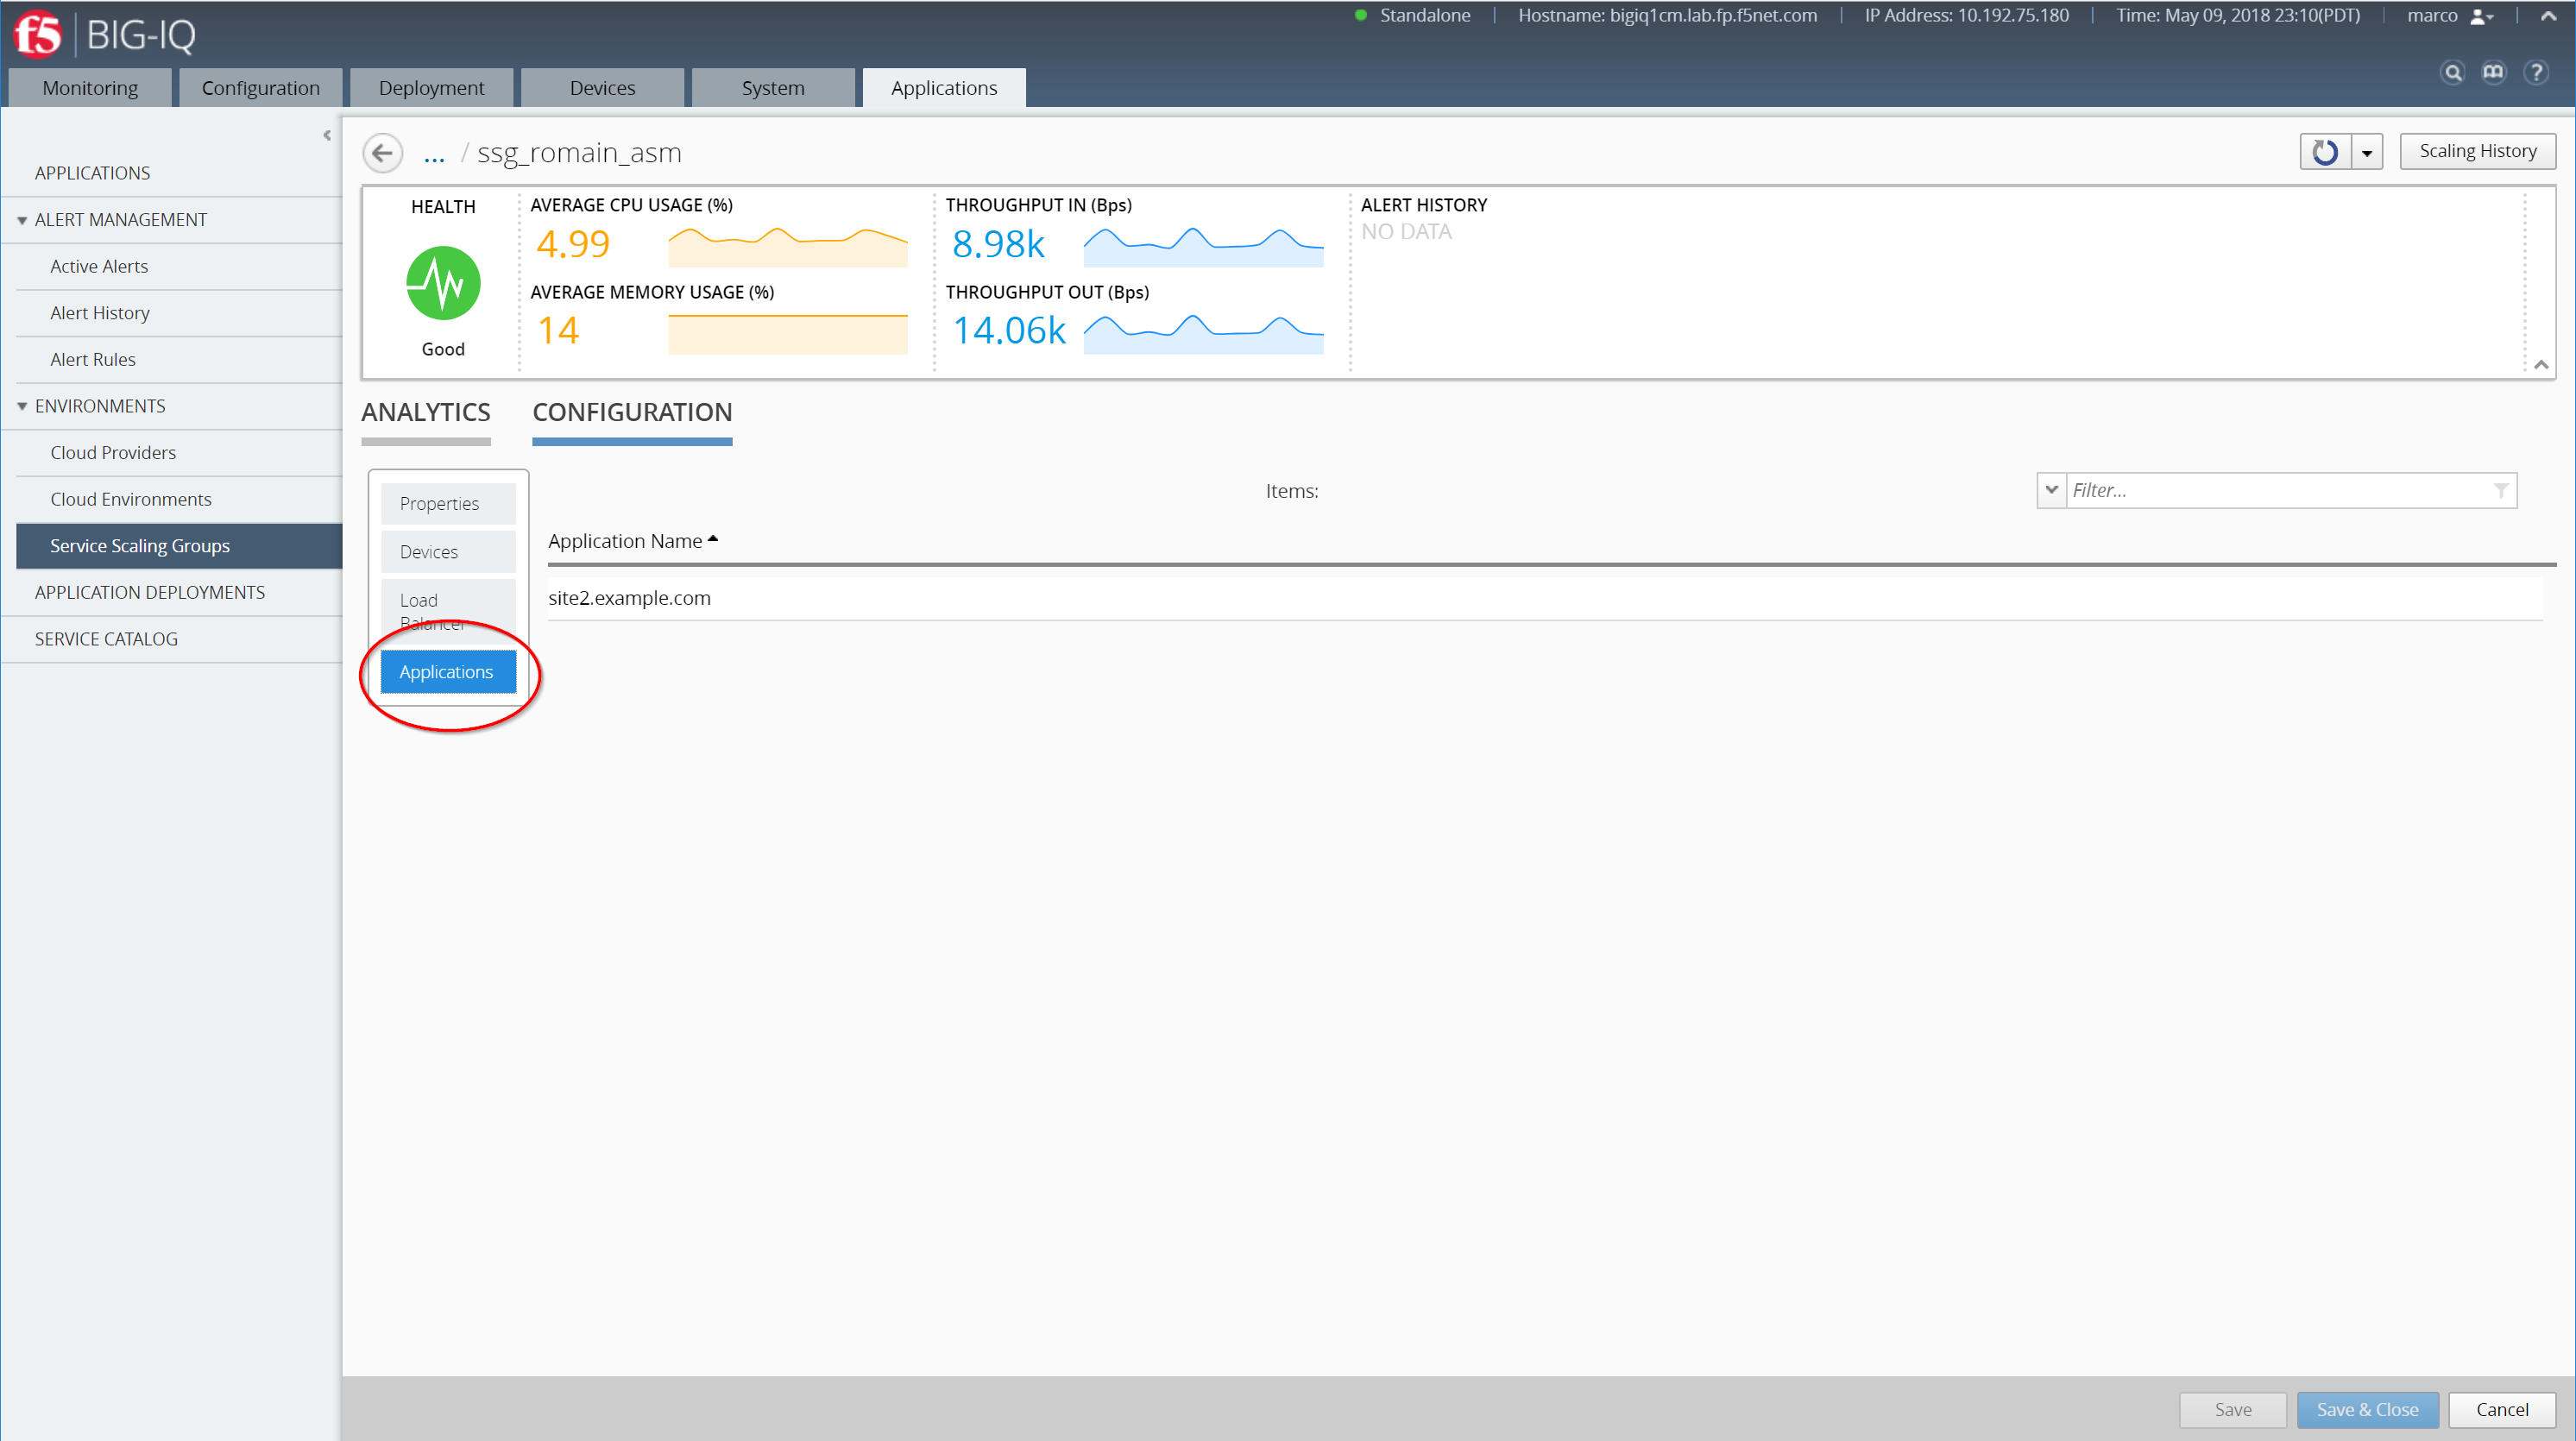 f5 BIG-IQ
Standalone | Hostname: bigiq1cm.lab.fp.f5net.com | IP Address: 10.192.75.180 | Time: May 09, 2018 23:10(PDT) | marco
Monitoring Configuration Deployment Devices System Applications
APPLICATIONS
ALERT MANAGEMENT
Active Alerts
Alert History
Alert Rules
ENVIRONMENTS
Cloud Providers
Cloud Environments
Service Scaling Groups
APPLICATION DEPLOYMENTS
SERVICE CATALOG
... / ssg_romain_asm
Scaling History
HEALTH
Good
AVERAGE CPU USAGE (%)
4.99
AVERAGE MEMORY USAGE (%)
14
THROUGHPUT IN (Bps)
8.98k
THROUGHPUT OUT (Bps)
14.06k
ALERT HISTORY
NO DATA
ANALYTICS CONFIGURATION
Properties
Devices
Load
Balancer
Applications
Items:
Filter...
Application Name
site2.example.com
Save Save & Close Cancel